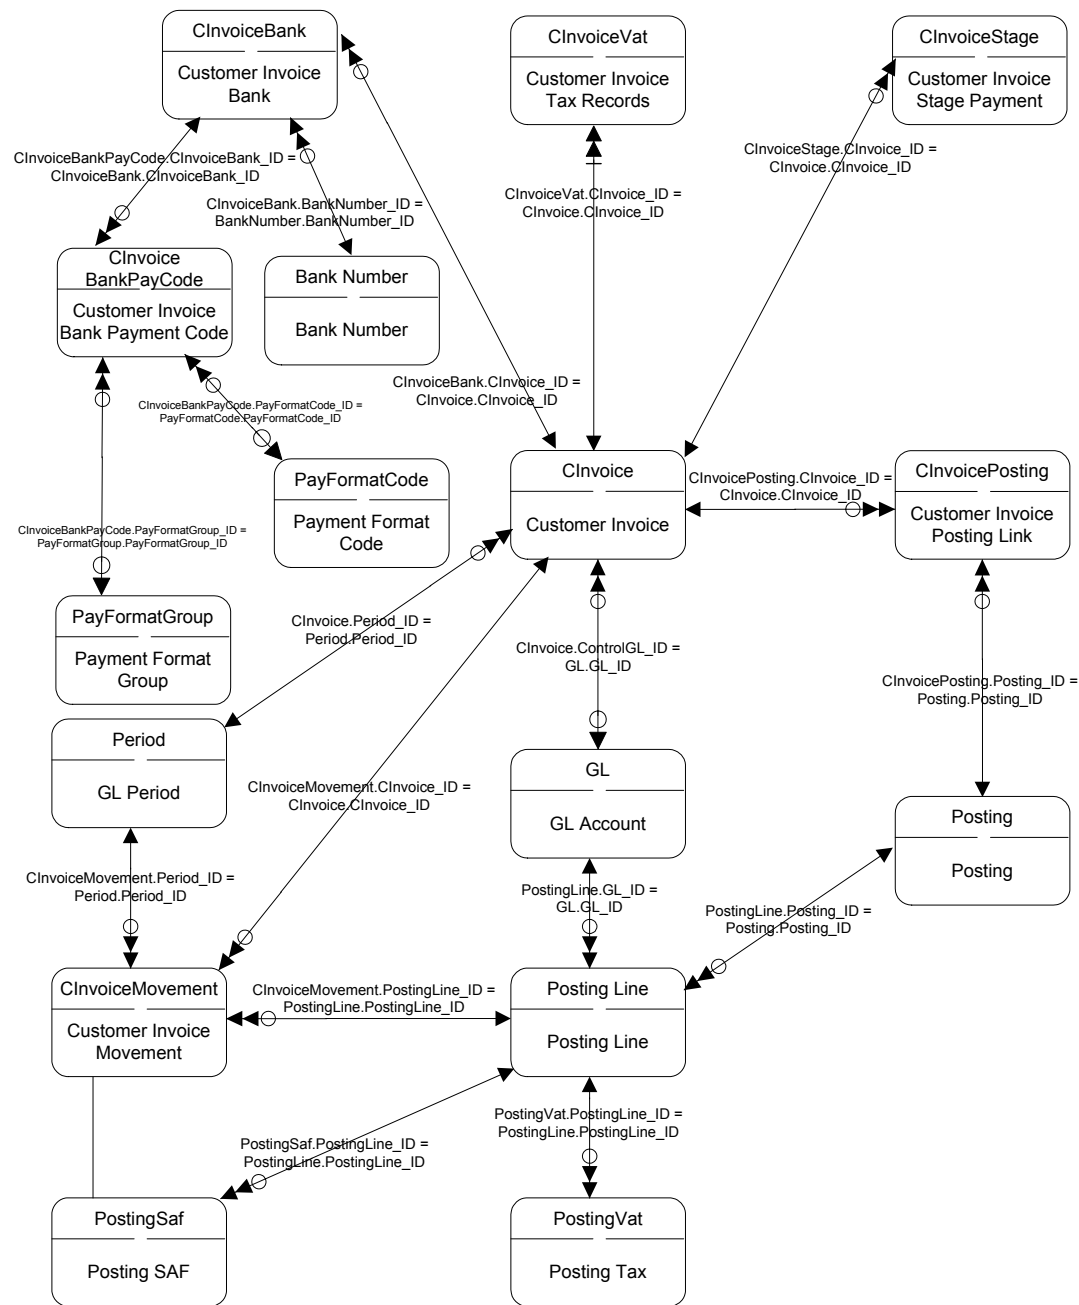 CInvoiceBank
Customer Invoice
Bank
CInvoiceVat
Customer Invoice
Tax Records
CInvoiceStage
Customer Invoice
Stage Payment
CInvoiceBankPayCode.CInvoiceBank_ID =
CInvoiceBank.CInvoiceBank_ID
CInvoiceBank.BankNumber_ID =
BankNumber.BankNumber_ID
CInvoiceVat.CInvoice_ID =
CInvoice.CInvoice_ID
CInvoiceStage.CInvoice_ID =
CInvoice.CInvoice_ID
CInvoice
BankPayCode
Customer Invoice
Bank Payment Code
Bank Number
Bank Number
CInvoiceBankPayCode.PayFormatCode_ID =
PayFormatCode.PayFormatCode_ID
CInvoiceBank.CInvoice_ID =
CInvoice.CInvoice_ID
PayFormatCode
Payment Format
Code
CInvoice
Customer Invoice
CInvoicePosting.CInvoice_ID =
CInvoice.CInvoice_ID
CInvoicePosting
Customer Invoice
Posting Link
CInvoiceBankPayCode.PayFormatGroup_ID =
PayFormatGroup.PayFormatGroup_ID
PayFormatGroup
Payment Format
Group
CInvoice.Period_ID =
Period.Period_ID
CInvoice.ControlGL_ID =
GL.GL_ID
CInvoicePosting.Posting_ID =
Posting.Posting_ID
Period
GL Period
CInvoiceMovement.CInvoice_ID =
CInvoice.CInvoice_ID
GL
GL Account
Posting
Posting
CInvoiceMovement.Period_ID =
Period.Period_ID
PostingLine.GL_ID =
GL.GL_ID
PostingLine.Posting_ID =
Posting.Posting_ID
CInvoiceMovement
Customer Invoice
Movement
CInvoiceMovement.PostingLine_ID =
PostingLine.PostingLine_ID
Posting Line
Posting Line
PostingSaf.PostingLine_ID =
PostingLine.PostingLine_ID
PostingVat.PostingLine_ID =
PostingLine.PostingLine_ID
PostingSaf
Posting SAF
PostingVat
Posting Tax